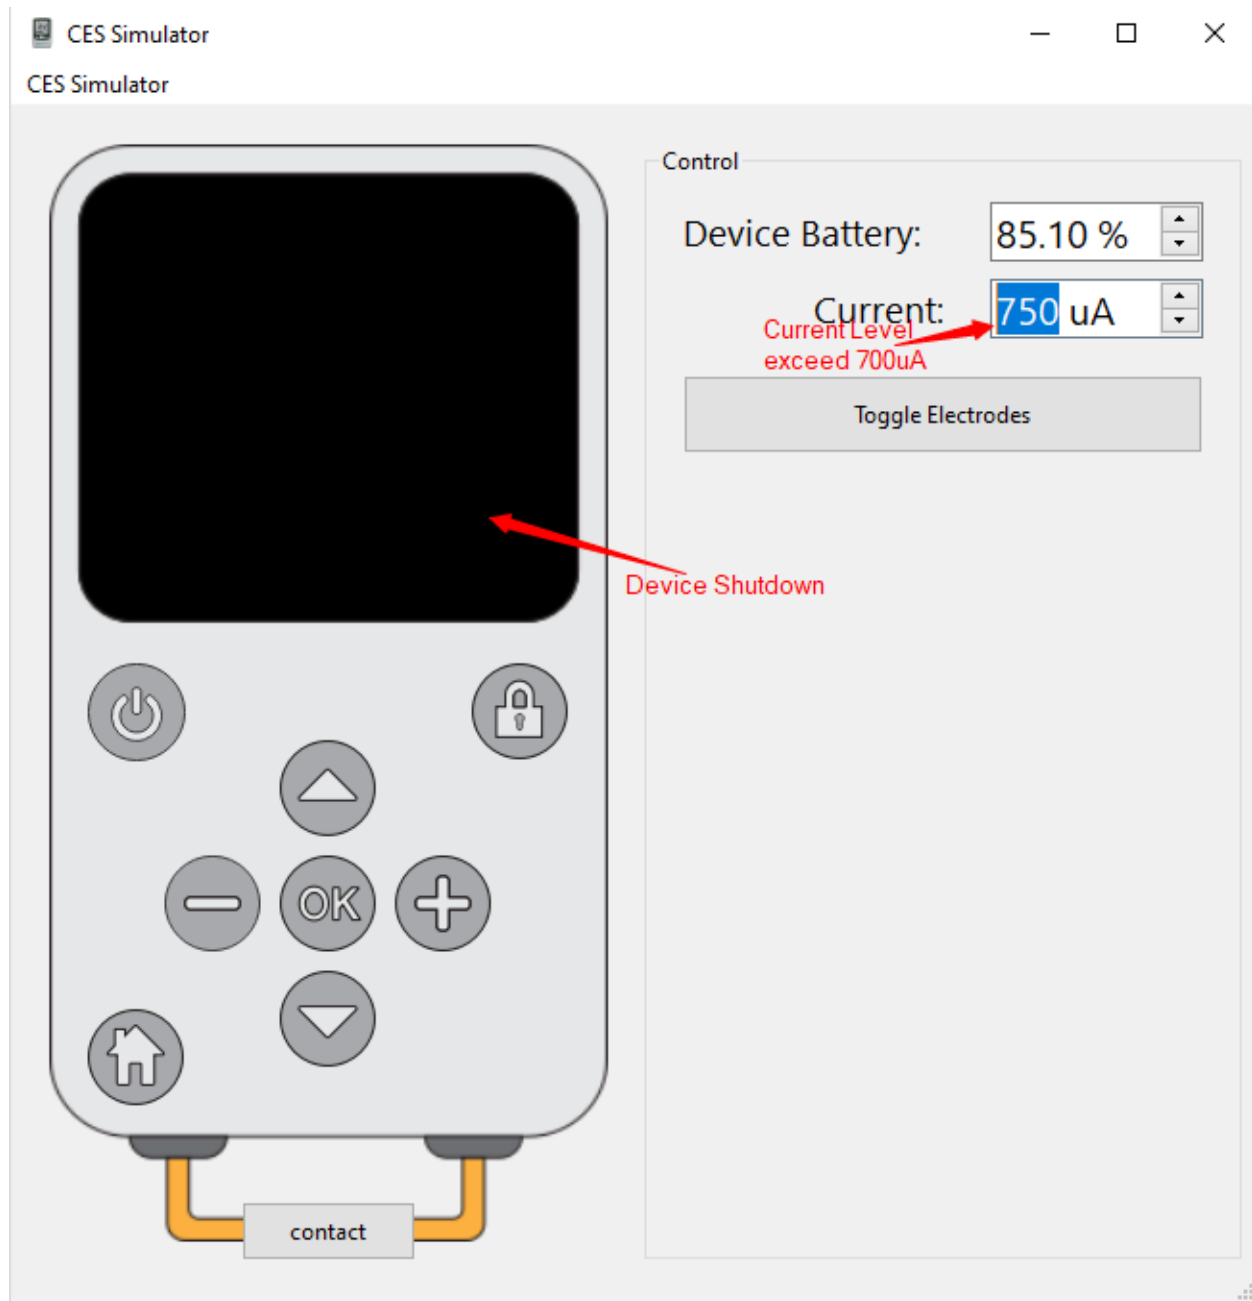 CES Simulator
CES Simulator
Control
Device Battery: 85.10 %
Current: 750 uA
Current Level
exceed 700uA
Toggle Electrodes
Device Shutdown
OK
contact